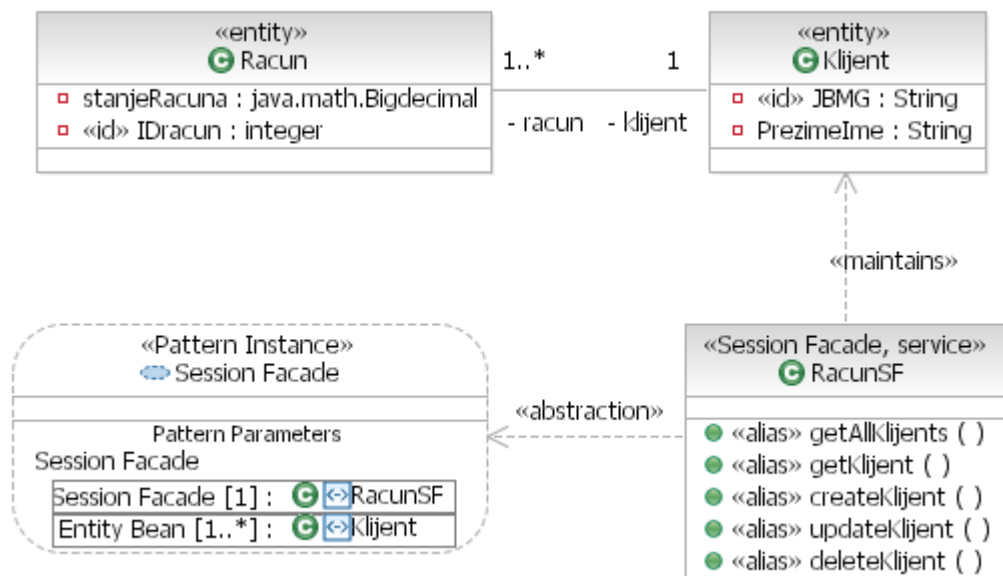 «entity»
Racun
stanjeRacuna : java.math.Bigdecimal
«id» IDracun : integer
1..* 1
- racun - klijent
«entity»
Klijent
«id» JBMG : String
PrezimeIme : String
«maintains»
«Pattern Instance»
Session Facade
Pattern Parameters
Session Facade
Session Facade [1] : RacunSF
Entity Bean [1..*] : Klijent
«abstraction»
«Session Facade, service»
RacunSF
«alias» getAllKlijents ( )
«alias» getKlijent ( )
«alias» createKlijent ( )
«alias» updateKlijent ( )
«alias» deleteKlijent ( )